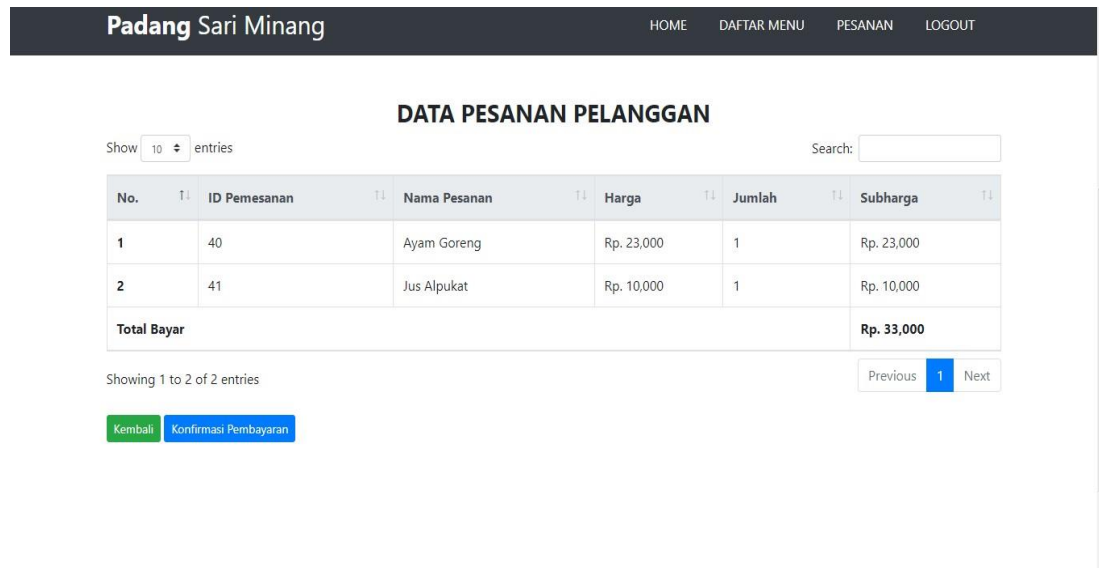 Padang Sari Minang HOME DAFTAR MENU PESANAN LOGOUT
DATA PESANAN PELANGGAN
Show 10 entries Search:
No. ID Pemesanan Nama Pesanan Harga Jumlah Subharga
1 40 Ayam Goreng Rp. 23,000 1 Rp. 23,000
2 41 Jus Alpukat Rp. 10,000 1 Rp. 10,000
Total Bayar Rp. 33,000
Showing 1 to 2 of 2 entries Previous 1 Next
Kembali Konfirmasi Pembayaran